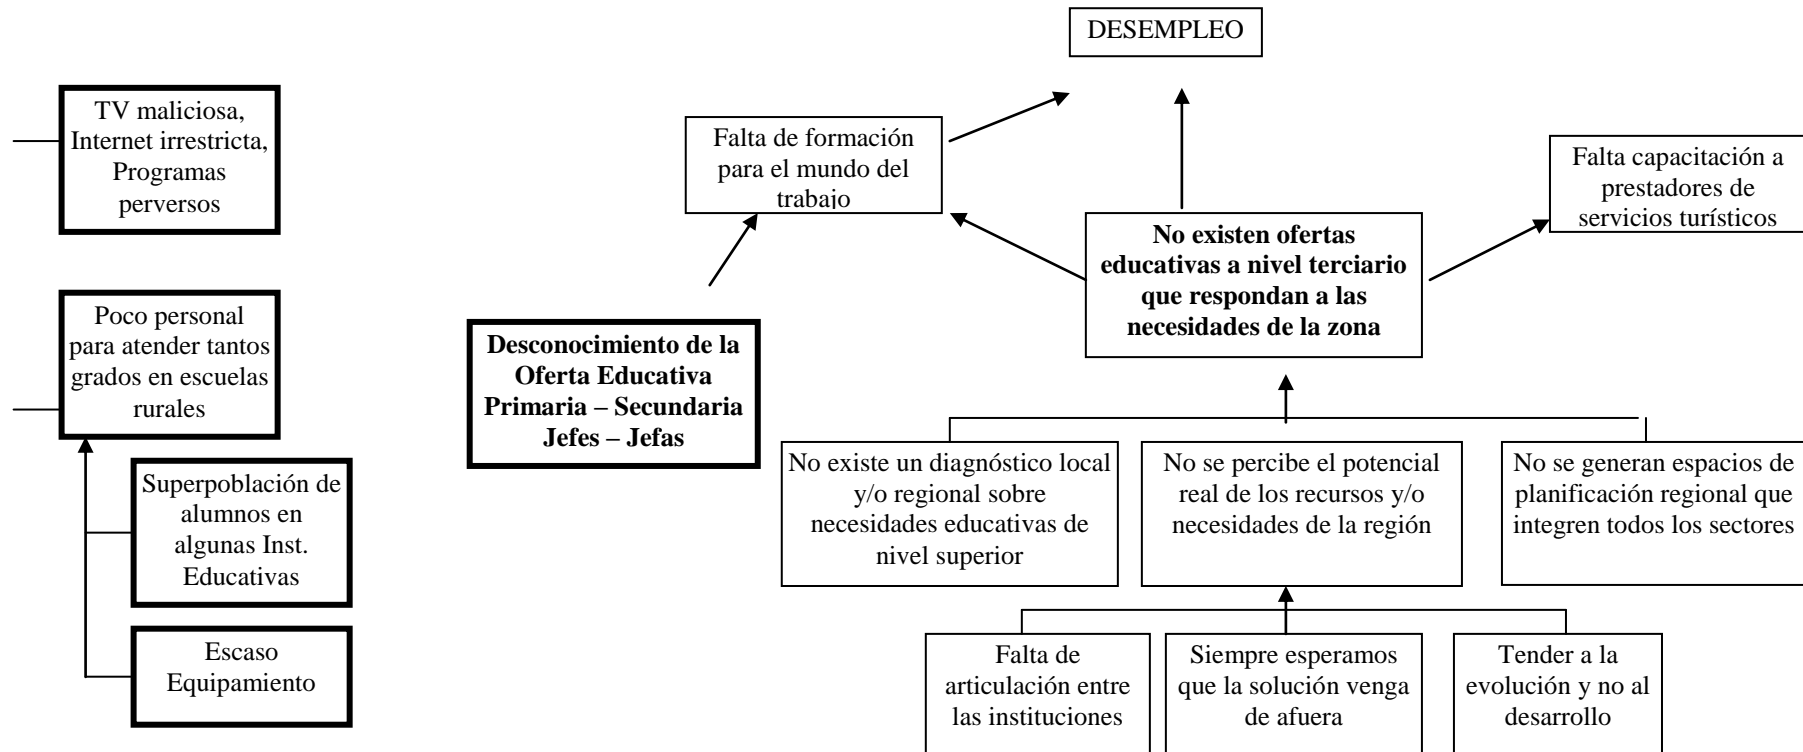 DESEMPLEO
TV maliciosa,
Internet irrestricta,
Programas
perversos
Falta de formación
para el mundo del
trabajo
Falta capacitación a
prestadores de
servicios turísticos
No existen ofertas
educativas a nivel terciario
que respondan a las
necesidades de la zona
Poco personal
para atender tantos
grados en escuelas
rurales
Desconocimiento de la
Oferta Educativa
Primaria – Secundaria
Jefes – Jefas
No existe un diagnóstico local
y/o regional sobre
necesidades educativas de
nivel superior
No se percibe el potencial
real de los recursos y/o
necesidades de la región
No se generan espacios de
planificación regional que
integren todos los sectores
Superpoblación de
alumnos en
algunas Inst.
Educativas
Escaso
Equipamiento
Falta de
articulación entre
las instituciones
Siempre esperamos
que la solución venga
de afuera
Tender a la
evolución y no al
desarrollo